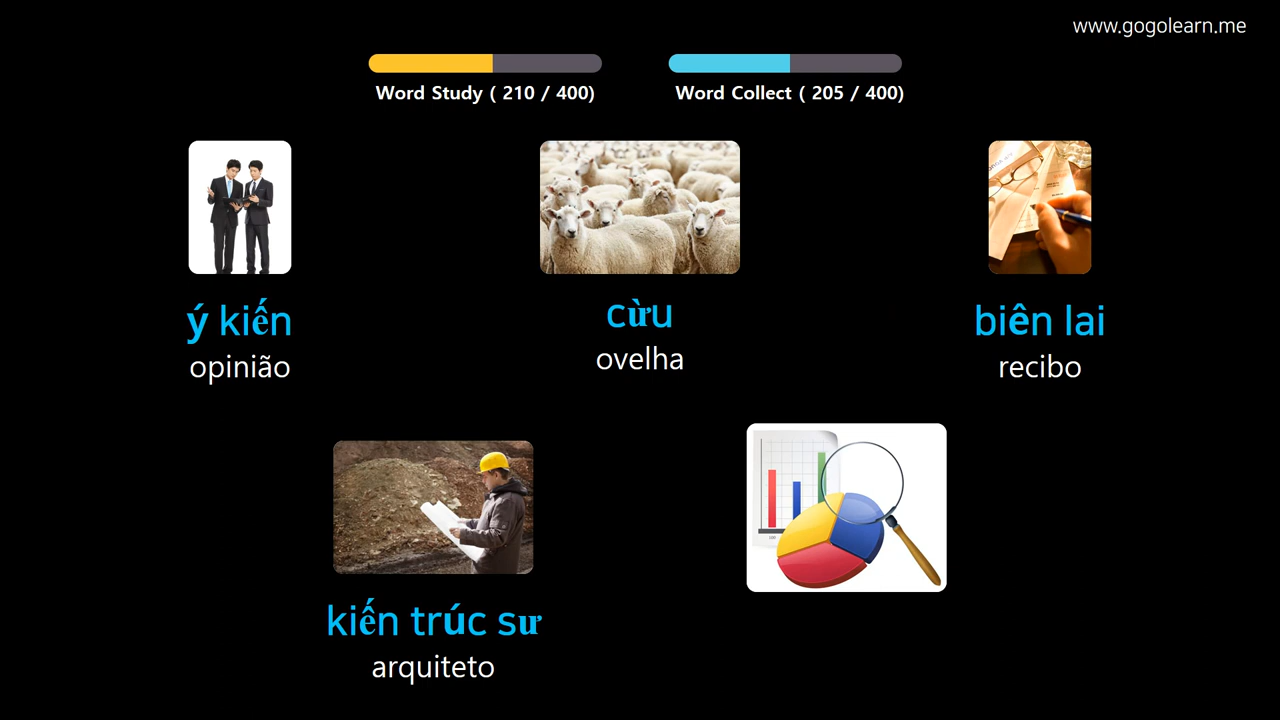 www.gogolearn.me
Word Study ( 210 / 400)
Word Collect ( 205 / 400)
ý kiến
opinião
cừu
ovelha
biên lai
recibo
kiến trúc sư
arquiteto